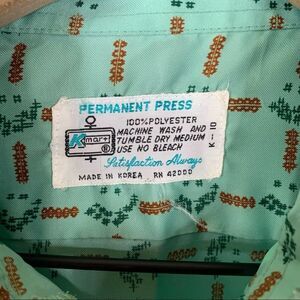 PERMANENT PRESS
100% POLYESTER
Kmart ®
MACHINE WASH AND
TUMBLE DRY MEDIUM
USE NO BLEACH
K-10
Satisfaction Always
MADE IN KOREA RN 42000